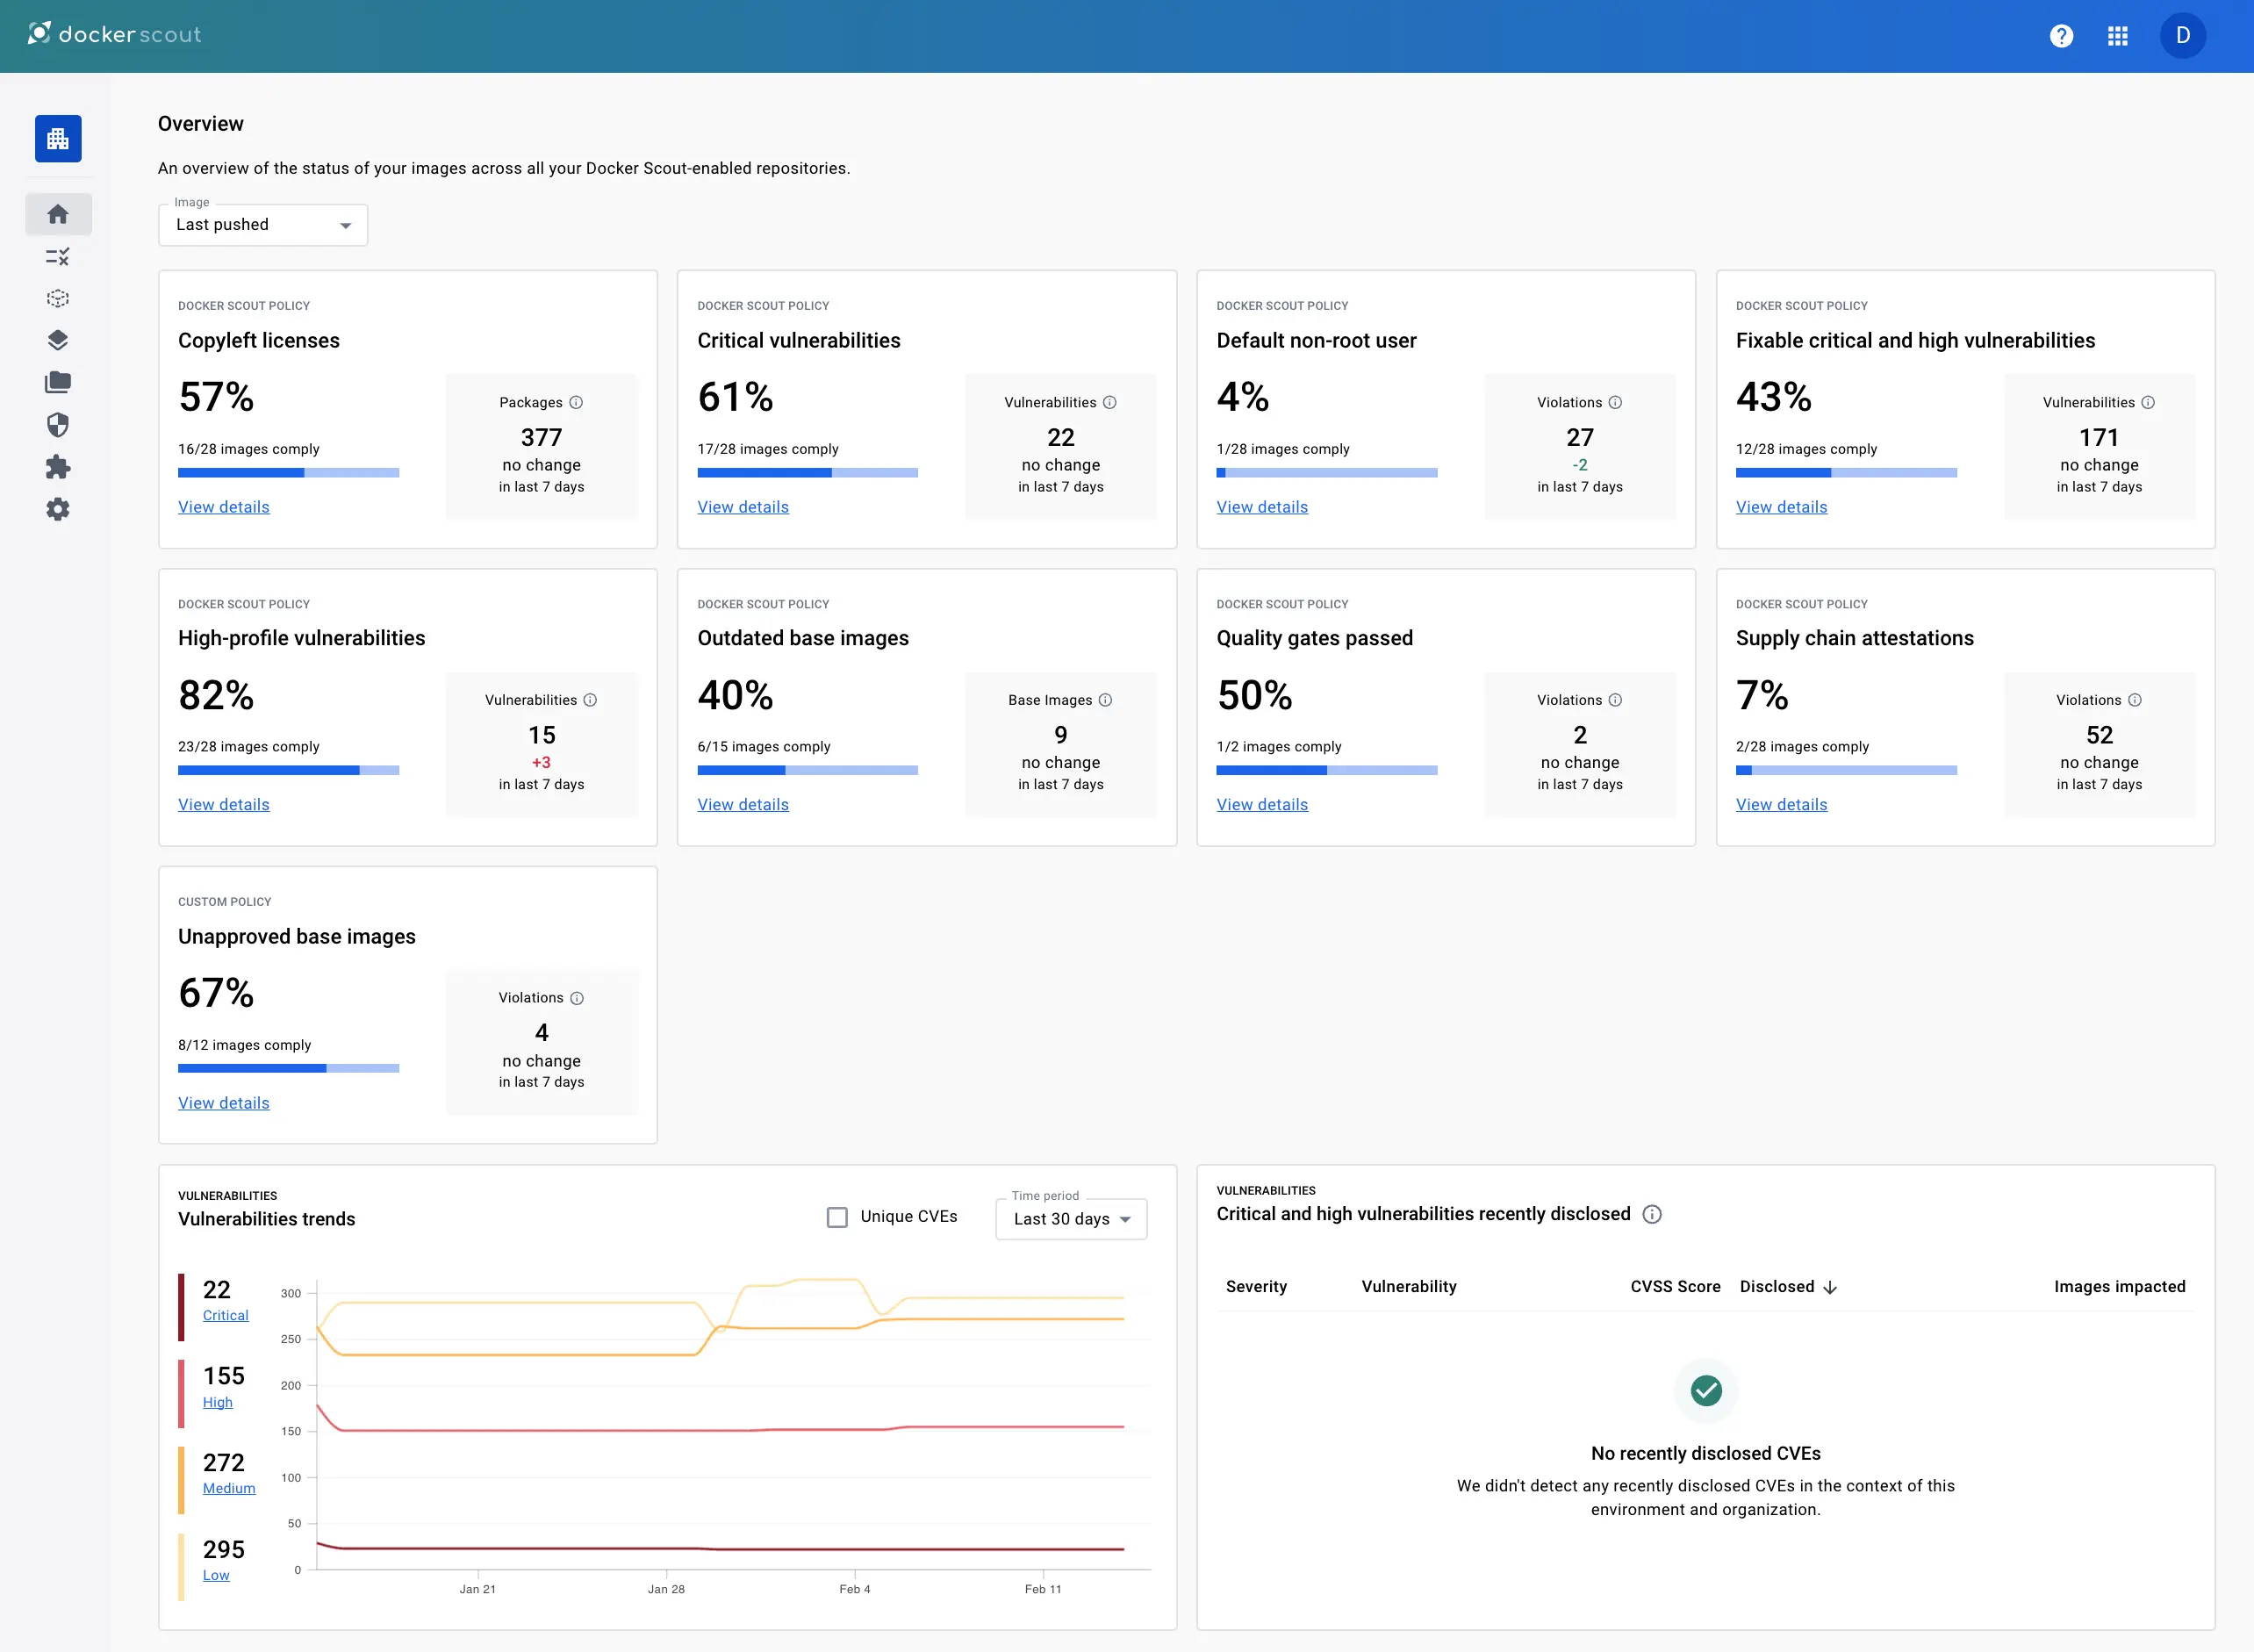 docker scout
D
Overview
An overview of the status of your images across all your Docker Scout-enabled repositories.
Image
Last pushed
DOCKER SCOUT POLICY
Copyleft licenses
57%
16/28 images comply
View details
Packages
377
no change
in last 7 days
DOCKER SCOUT POLICY
Critical vulnerabilities
61%
17/28 images comply
View details
Vulnerabilities
22
no change
in last 7 days
DOCKER SCOUT POLICY
Default non-root user
4%
1/28 images comply
View details
Violations
27
-2
in last 7 days
DOCKER SCOUT POLICY
Fixable critical and high vulnerabilities
43%
12/28 images comply
View details
Vulnerabilities
171
no change
in last 7 days
DOCKER SCOUT POLICY
High-profile vulnerabilities
82%
23/28 images comply
View details
Vulnerabilities
15
+3
in last 7 days
DOCKER SCOUT POLICY
Outdated base images
40%
6/15 images comply
View details
Base Images
9
no change
in last 7 days
DOCKER SCOUT POLICY
Quality gates passed
50%
1/2 images comply
View details
Violations
2
no change
in last 7 days
DOCKER SCOUT POLICY
Supply chain attestations
7%
2/28 images comply
View details
Violations
52
no change
in last 7 days
CUSTOM POLICY
Unapproved base images
67%
8/12 images comply
View details
Violations
4
no change
in last 7 days
VULNERABILITIES
Vulnerabilities trends
Unique CVEs
Time period
Last 30 days
22
Critical
155
High
272
Medium
295
Low
300
250
200
150
100
50
0
Jan 21
Jan 28
Feb 4
Feb 11
VULNERABILITIES
Critical and high vulnerabilities recently disclosed
Severity
Vulnerability
CVSS Score
Disclosed
Images impacted
No recently disclosed CVEs
We didn't detect any recently disclosed CVEs in the context of this
environment and organization.